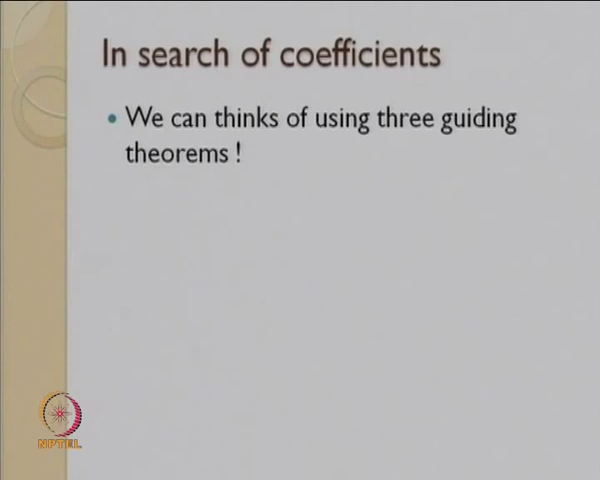 In search of coefficients
• We can thinks of using three guiding
theorems !
NPTEL